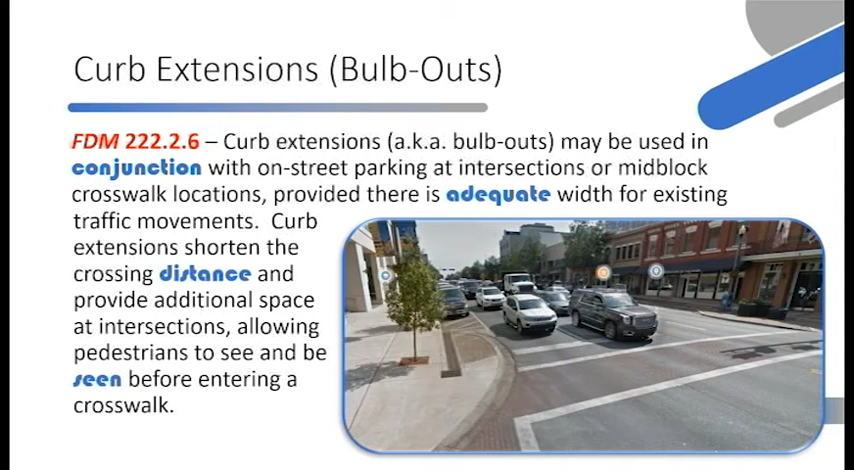 Curb Extensions (Bulb-Outs)
FDM 222.2.6 – Curb extensions (a.k.a. bulb-outs) may be used in
conjunction with on-street parking at intersections or midblock
crosswalk locations, provided there is adequate width for existing
traffic movements. Curb
extensions shorten the
crossing distance and
provide additional space
at intersections, allowing
pedestrians to see and be
seen before entering a
crosswalk.